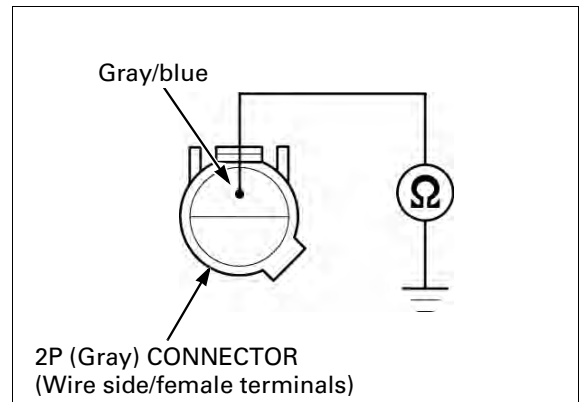 Gray/blue
Ω
2P (Gray) CONNECTOR
(Wire side/female terminals)